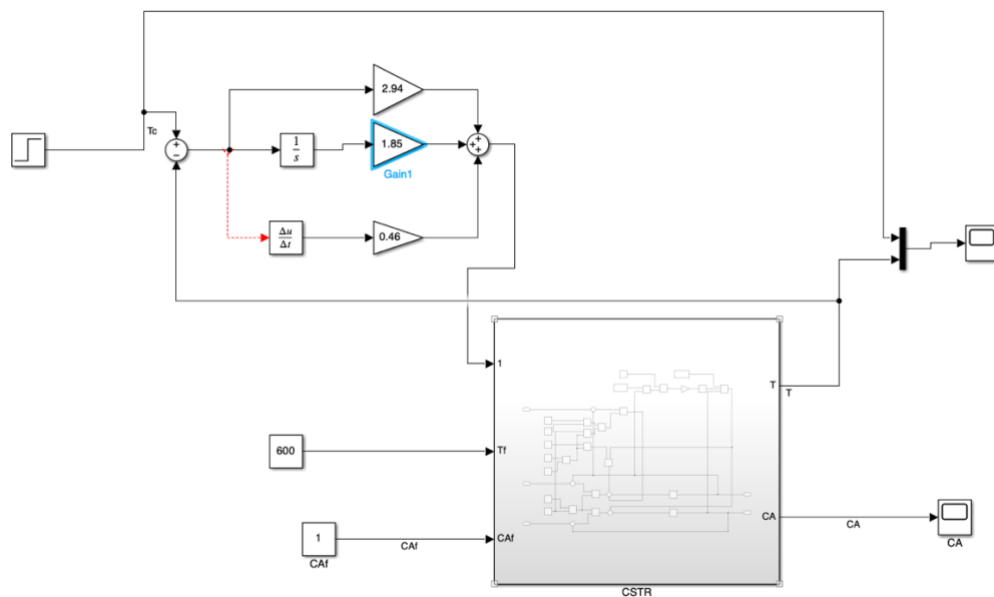 2.94
Tc
+
−
1
s
1.85
+
+
+
Gain1
Δu
Δt
0.46
1
T
T
600
Tf
CA
CA
1
CAf
CAf
CAf
CA
CSTR